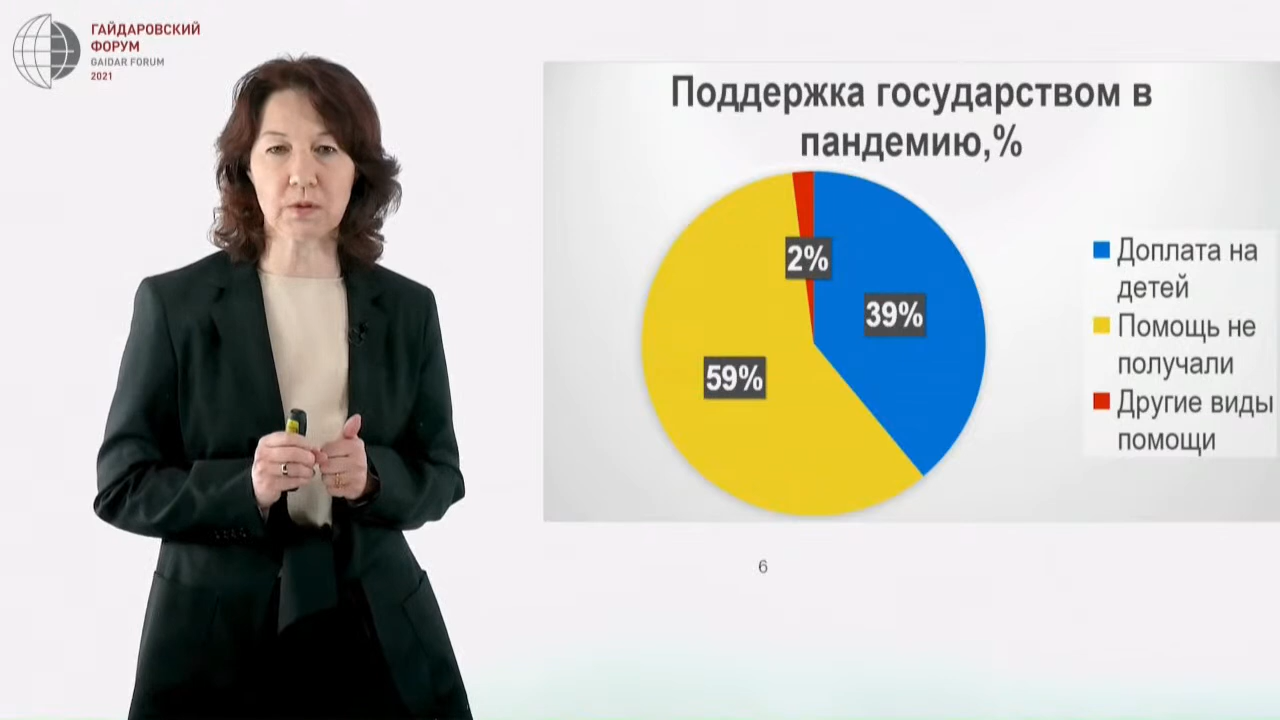 ГАЙДАРОВСКИЙ
ФОРУМ
GAIDAR FORUM
2021
Поддержка государством в
пандемию,%
2%
39%
59%
Доплата на
детей
Помощь не
получали
Другие виды
помощи
6